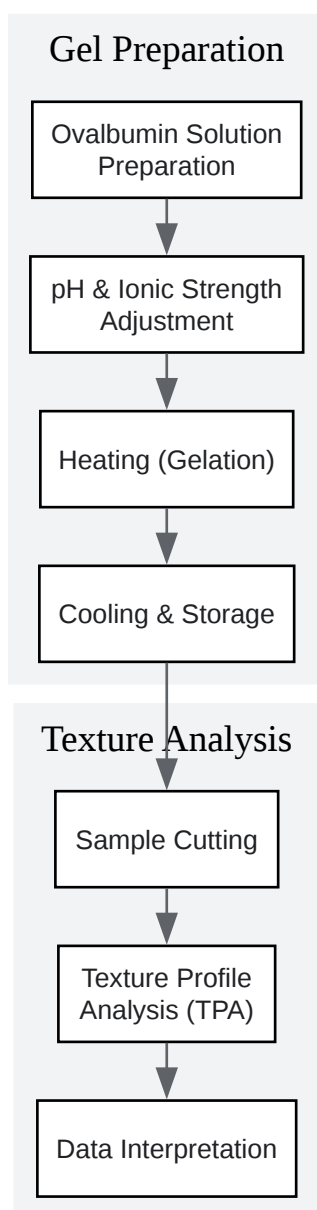 Gel Preparation
Ovalbumin Solution
Preparation
pH & Ionic Strength
Adjustment
Heating (Gelation)
Cooling & Storage
Texture Analysis
Sample Cutting
Texture Profile
Analysis (TPA)
Data Interpretation